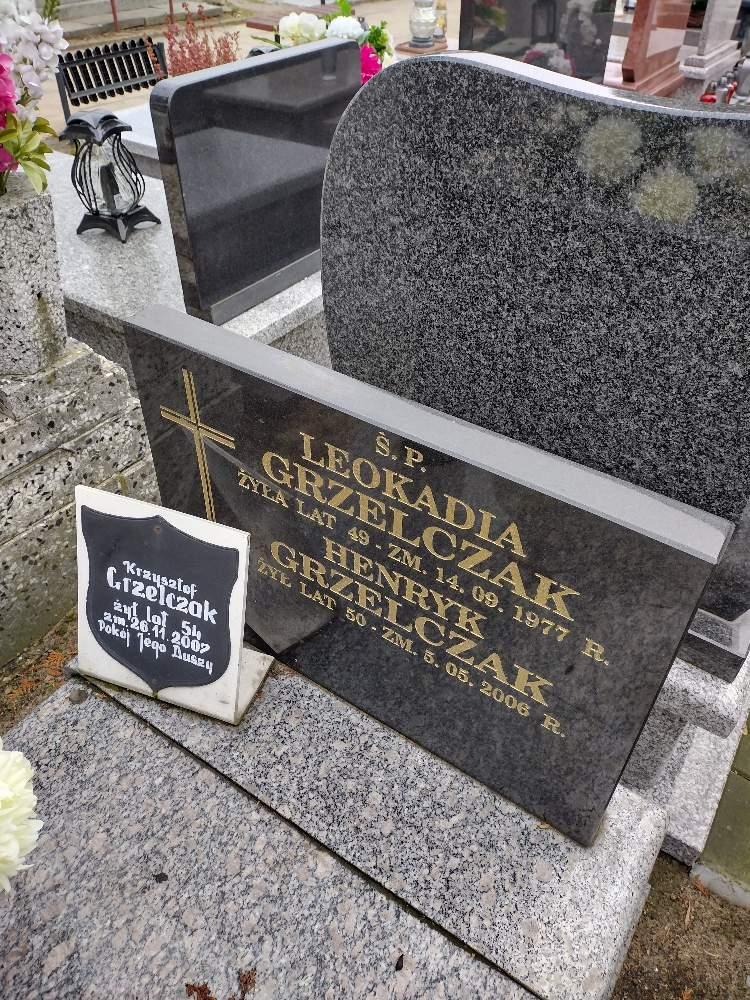 Ś. P.
LEOKADIA
GRZELCZAK
ŻYŁA LAT 49 - ZM. 14. 09. 1977 R.
HENRYK
GRZELCZAK
ŻYŁ LAT 50 - ZM. 5. 05. 2006 R.
Krzysztof
Grzelczak
żył lat 54
zm. 26.11.2007
Pokój Jego Duszy